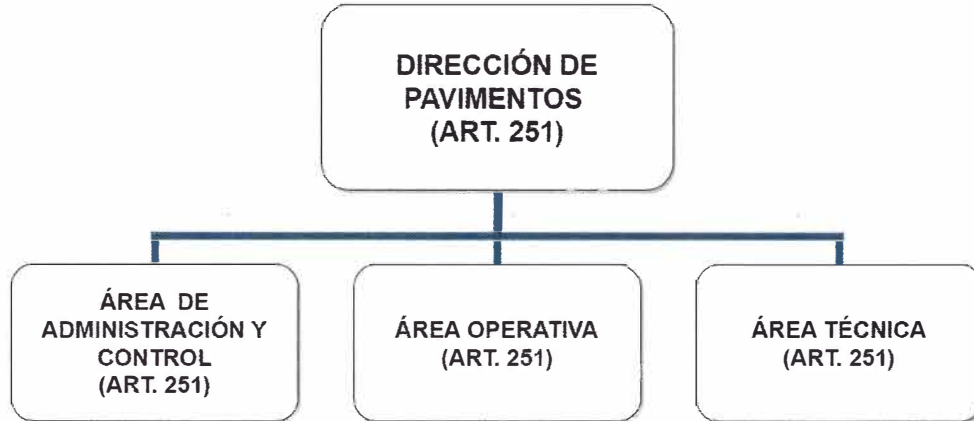 DIRECCIÓN DE
PAVIMENTOS
(ART. 251)
ÁREA DE
ADMINISTRACIÓN Y
CONTROL
(ART. 251)
ÁREA OPERATIVA
(ART. 251)
ÁREA TÉCNICA
(ART. 251)